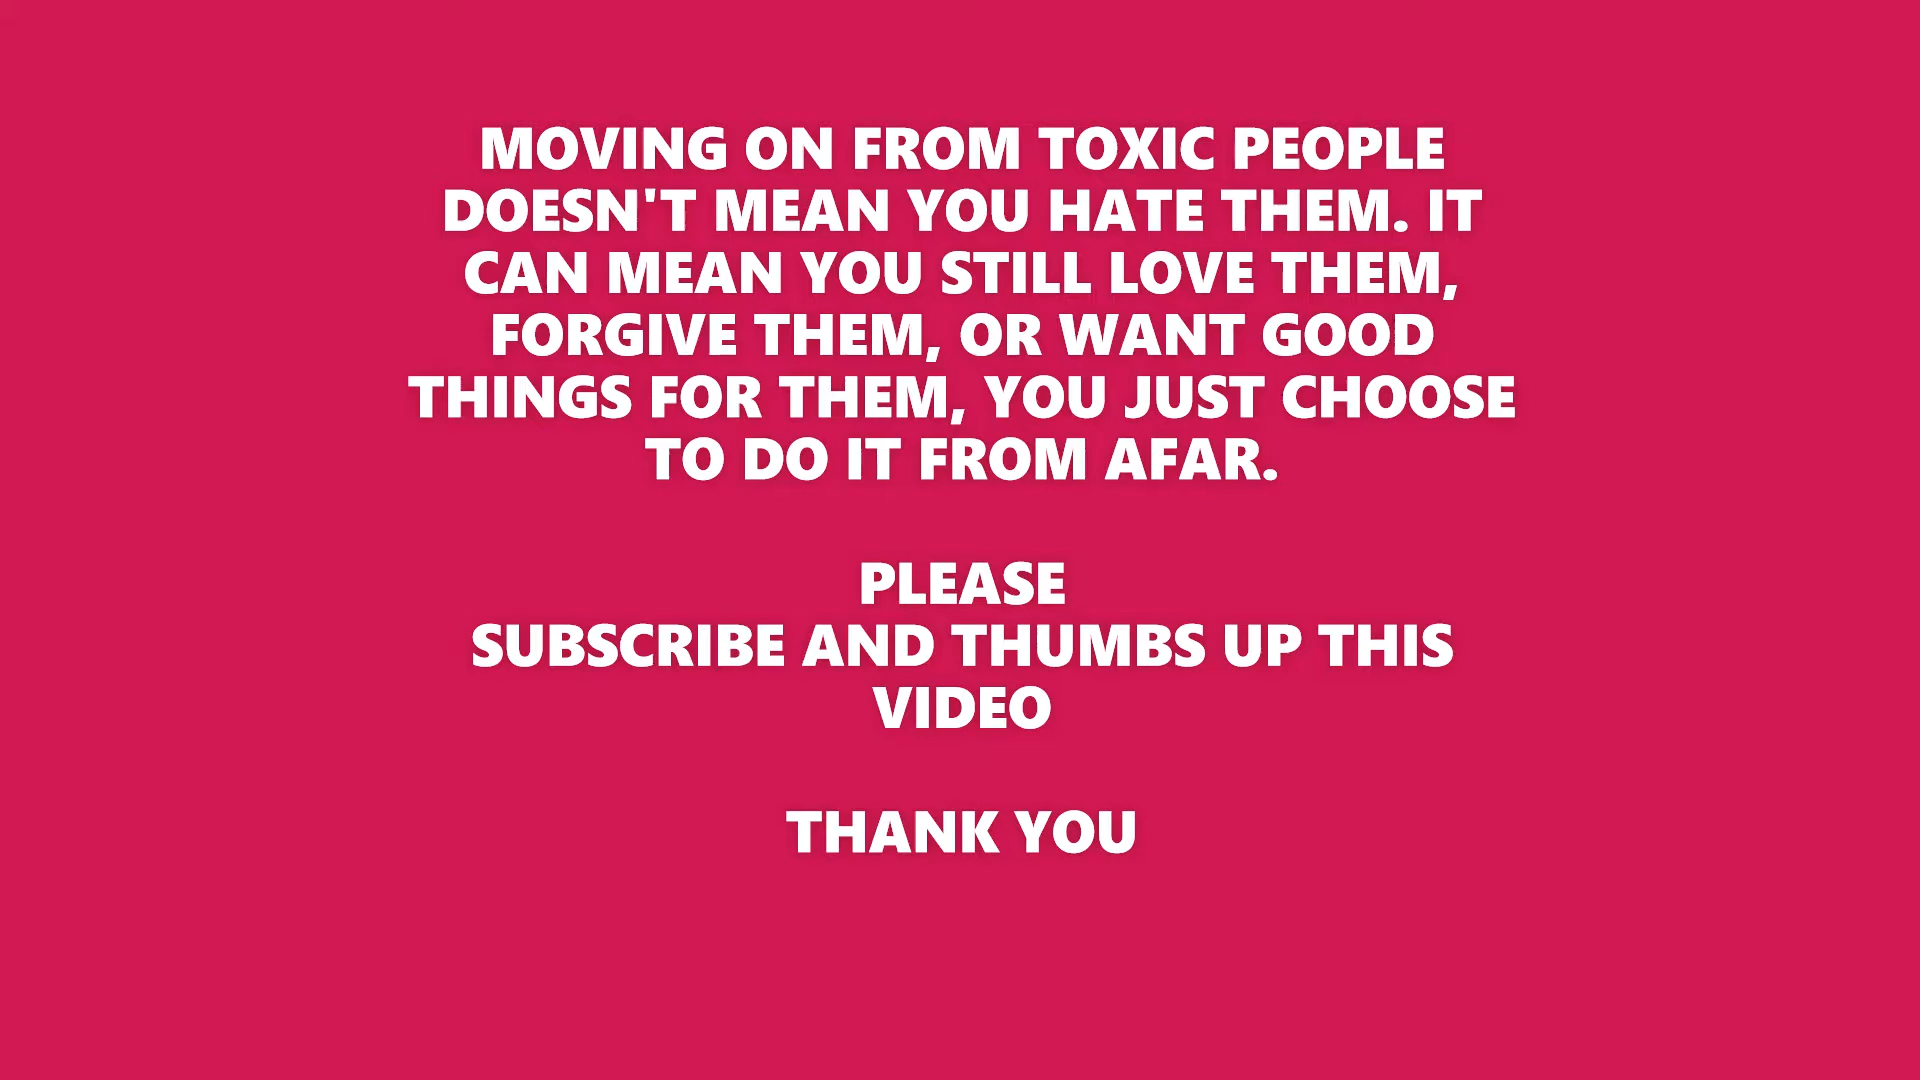 MOVING ON FROM TOXIC PEOPLE
DOESN'T MEAN YOU HATE THEM. IT
CAN MEAN YOU STILL LOVE THEM,
FORGIVE THEM, OR WANT GOOD
THINGS FOR THEM, YOU JUST CHOOSE
TO DO IT FROM AFAR.
PLEASE
SUBSCRIBE AND THUMBS UP THIS
VIDEO
THANK YOU